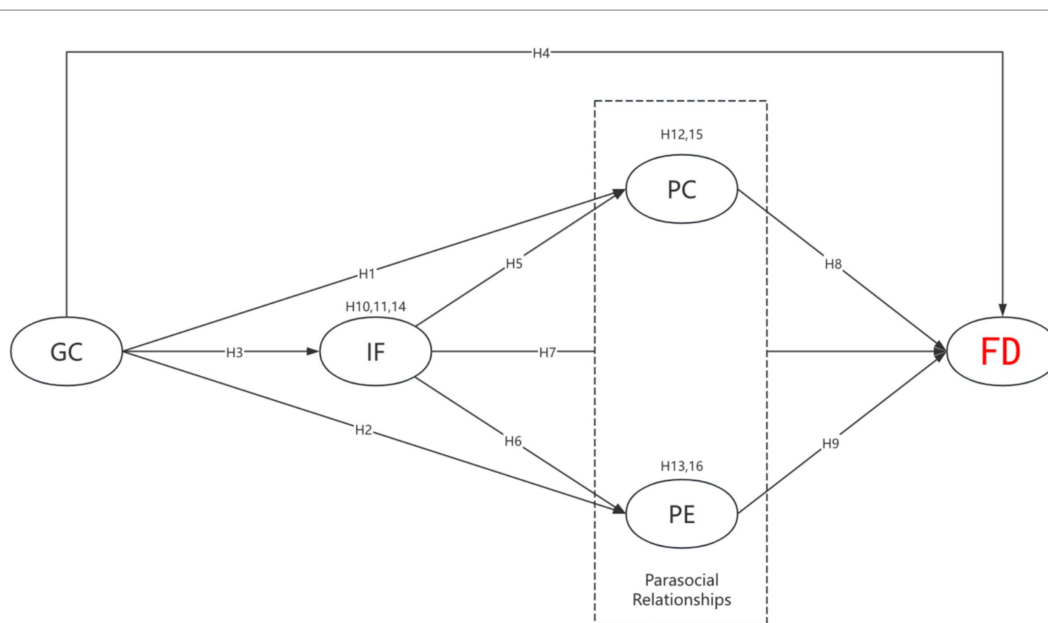 H4
H12,15
PC
H5
H8
H1
H10,11,14
GC
H3
IF
H7
FD
H2
H6
H9
H13,16
PE
Parasocial
Relationships